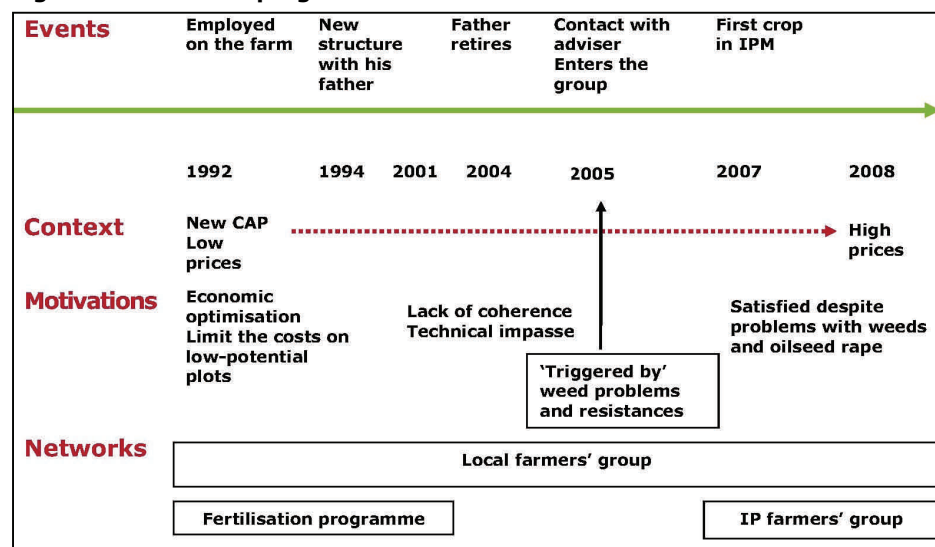 Events
Employed
on the farm
New
structure
with his
father
Father
retires
Contact with
adviser
Enters the
group
First crop
in IPM
1992 1994 2001 2004 2005 2007 2008
Context
New CAP
Low
prices
High
prices
Motivations
Economic
optimisation
Limit the costs on
low-potential
plots
Lack of coherence
Technical impasse
Satisfied despite
problems with weeds
and oilseed rape
‘Triggered by’
weed problems
and resistances
Networks
Local farmers’ group
Fertilisation programme
IP farmers’ group